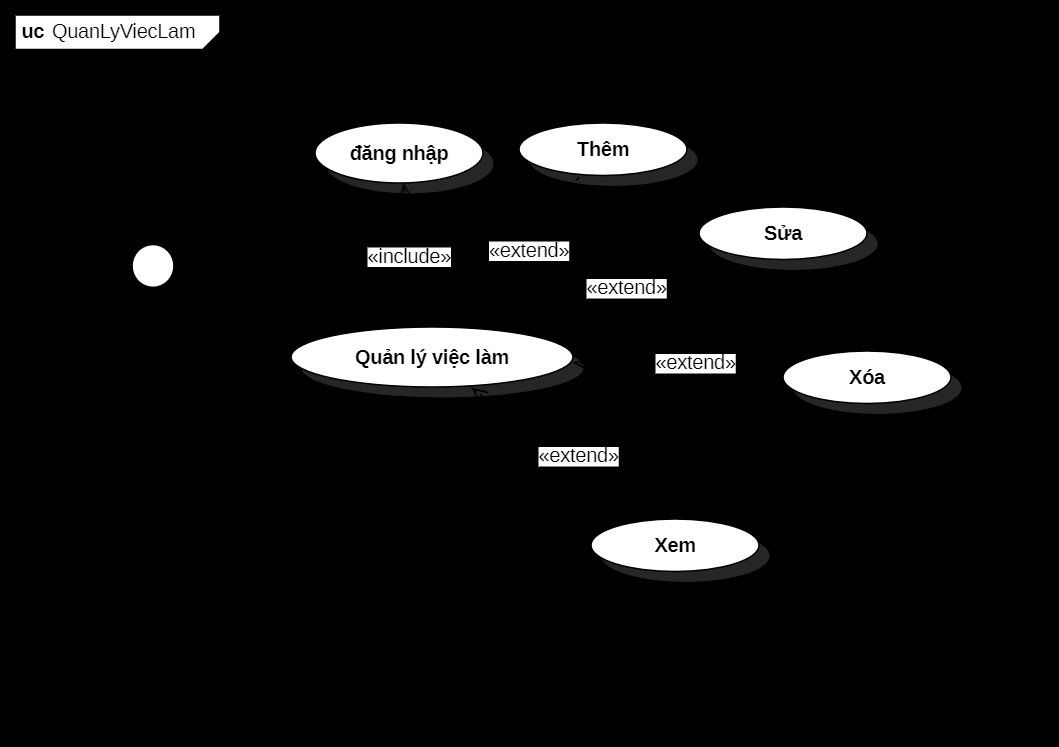 uc QuanLyViecLam
đăng nhập
Thêm
Sửa
«include»
«extend»
«extend»
Quản lý việc làm
«extend»
Xóa
«extend»
Xem